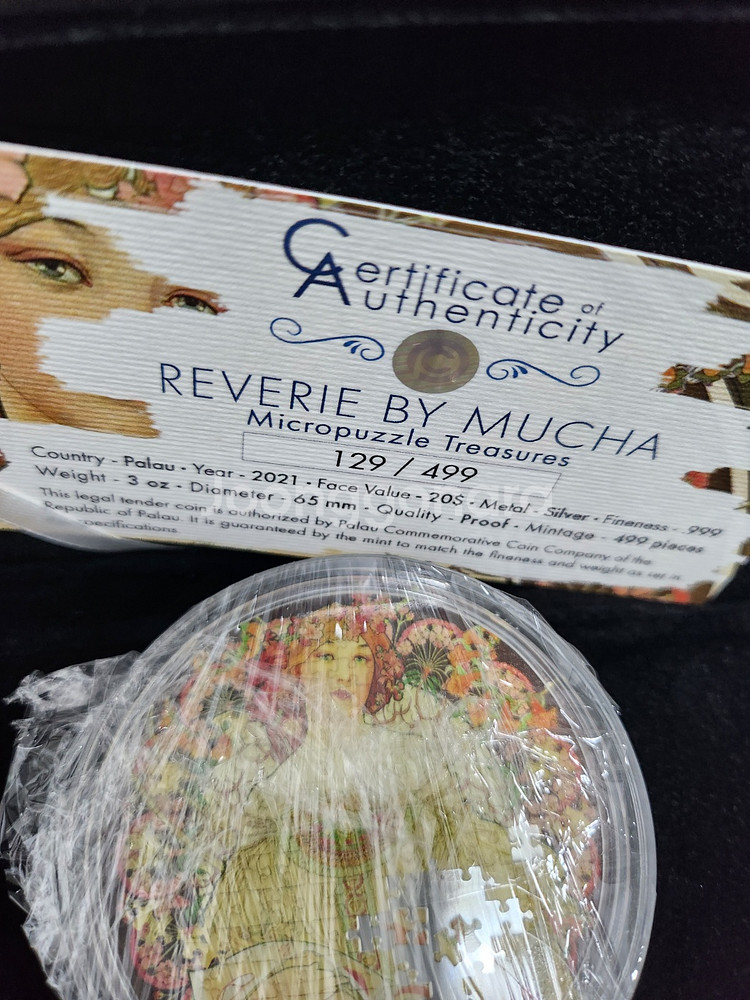 Certificate of
Authenticity
REVERIE BY MUCHA
Micropuzzle Treasures
129 / 499
Country - Palau • Year - 2021 • Face Value - 20$ • Metal - Silver • Fineness - .999
Weight - 3 oz - Diameter - 65 mm - Quality - Proof - Mintage - 499 pieces
This legal tender coin is authorized by Palau Commemorative Coin Company of the
Republic of Palau. It is guaranteed by the mint to match the fineness and weight as set in
specifications